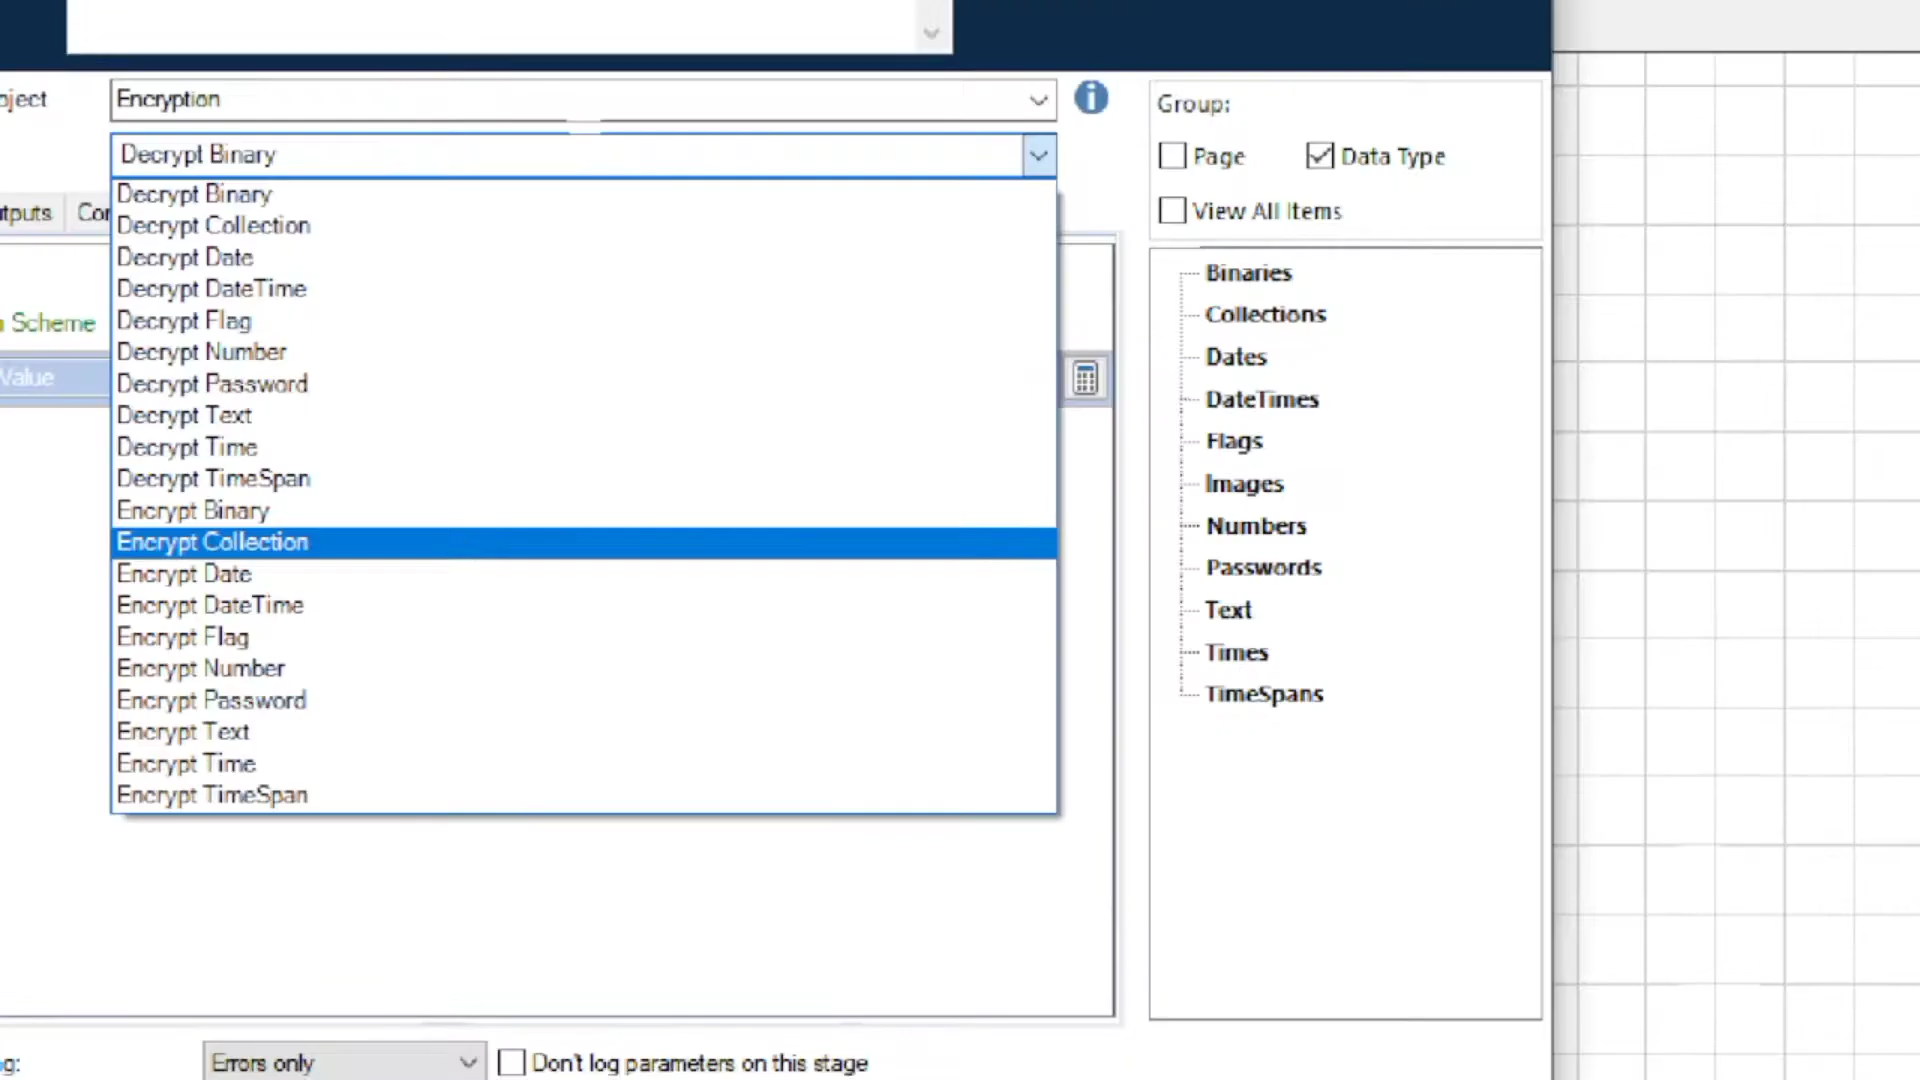 Encryption
Decrypt Binary
Decrypt Binary
Decrypt Collection
Decrypt Date
Decrypt DateTime
Decrypt Flag
Decrypt Number
Decrypt Password
Decrypt Text
Decrypt Time
Decrypt TimeSpan
Encrypt Binary
Encrypt Collection
Encrypt Date
Encrypt DateTime
Encrypt Flag
Encrypt Number
Encrypt Password
Encrypt Text
Encrypt Time
Encrypt TimeSpan
Scheme
Value
Errors only
Don't log parameters on this stage
Group:
Page
Data Type
View All Items
Binaries
Collections
Dates
DateTimes
Flags
Images
Numbers
Passwords
Text
Times
TimeSpans